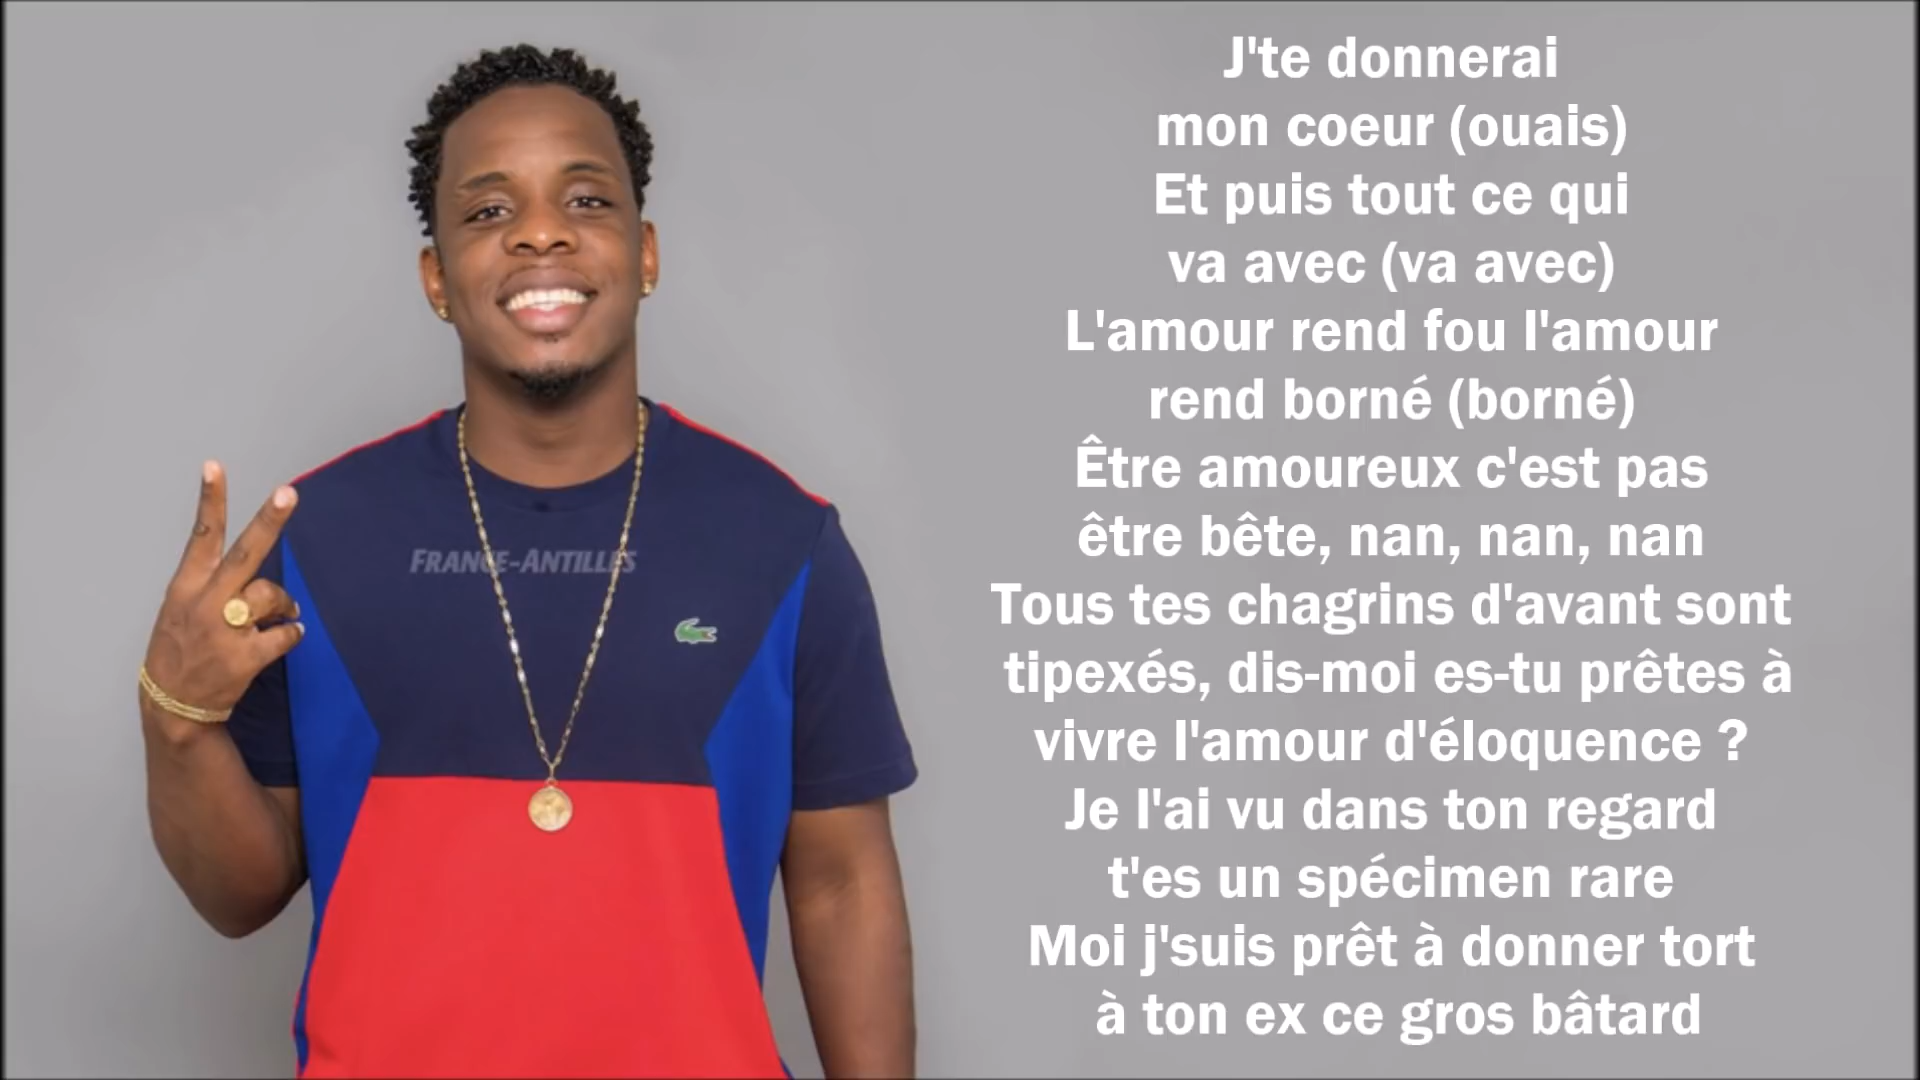 J'te donnerai
mon coeur (ouais)
Et puis tout ce qui
va avec (va avec)
L'amour rend fou l'amour
rend borné (borné)
Être amoureux c'est pas
être bête, nan, nan, nan
Tous tes chagrins d'avant sont
tipexés, dis-moi es-tu prêtes à
vivre l'amour d'éloquence ?
Je l'ai vu dans ton regard
t'es un spécimen rare
Moi j'suis prêt à donner tort
à ton ex ce gros bâtard
FRANCE-ANTILLES